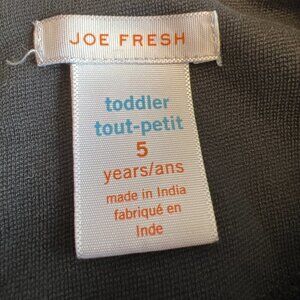 JOE FRESH
toddler
tout-petit
5
years/ans
made in India
fabriqué en
Inde